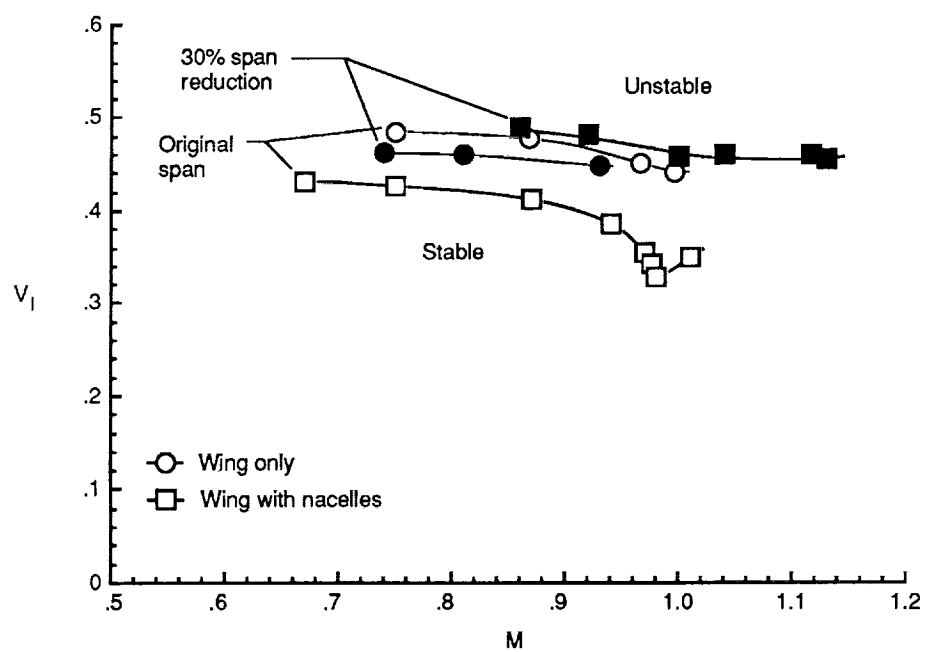 .6
30% span
reduction
Unstable
.5
Original
span
.4
Stable
V_I
.3
.2
Wing only
.1
Wing with nacelles
0
.5 .6 .7 .8 .9 1.0 1.1 1.2
M